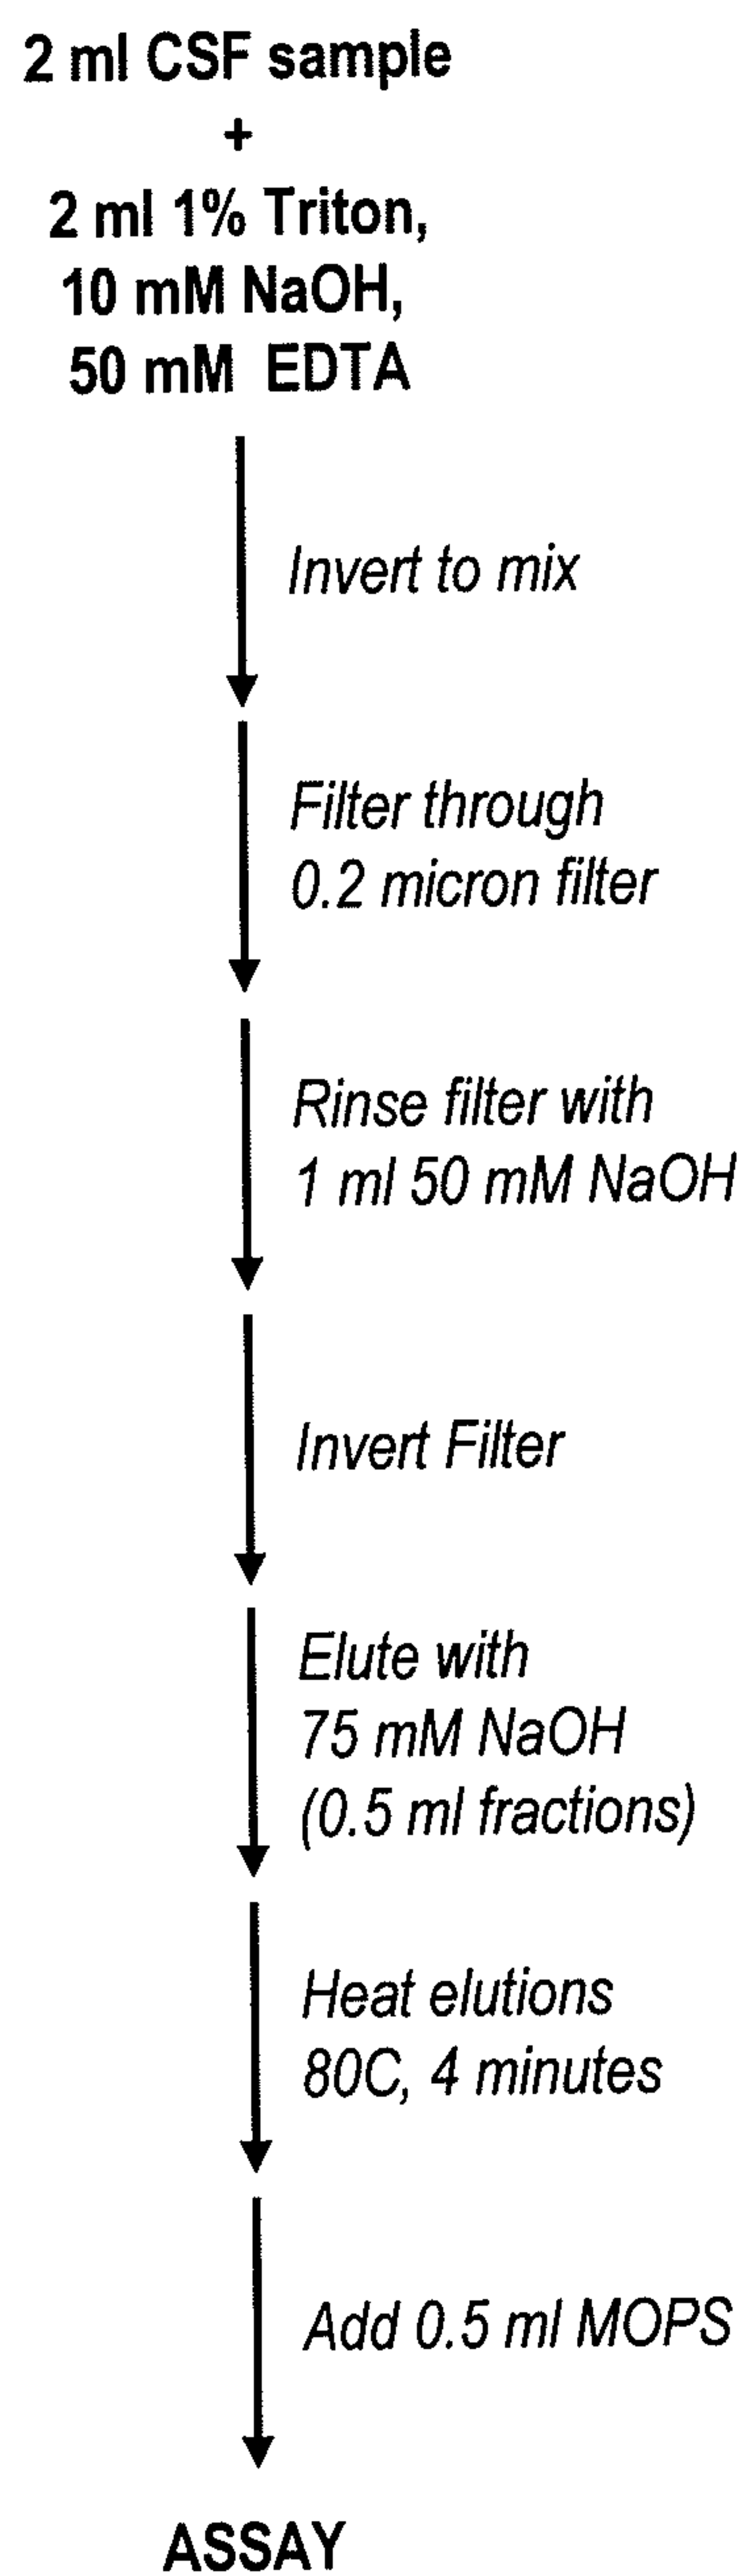 2 ml CSF sample
+
2 ml 1% Triton,
10 mM NaOH,
50 mM EDTA
Invert to mix
Filter through
0.2 micron filter
Rinse filter with
1 ml 50 mM NaOH
Invert Filter
Elute with
75 mM NaOH
(0.5 ml fractions)
Heat elutions
80C, 4 minutes
Add 0.5 ml MOPS
ASSAY